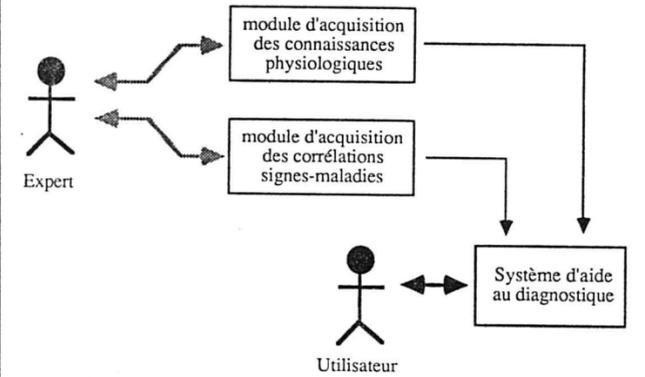 module d'acquisition
des connaissances
physiologiques
Expert
module d'acquisition
des corrélations
signes-maladies
Système d'aide
au diagnostique
Utilisateur